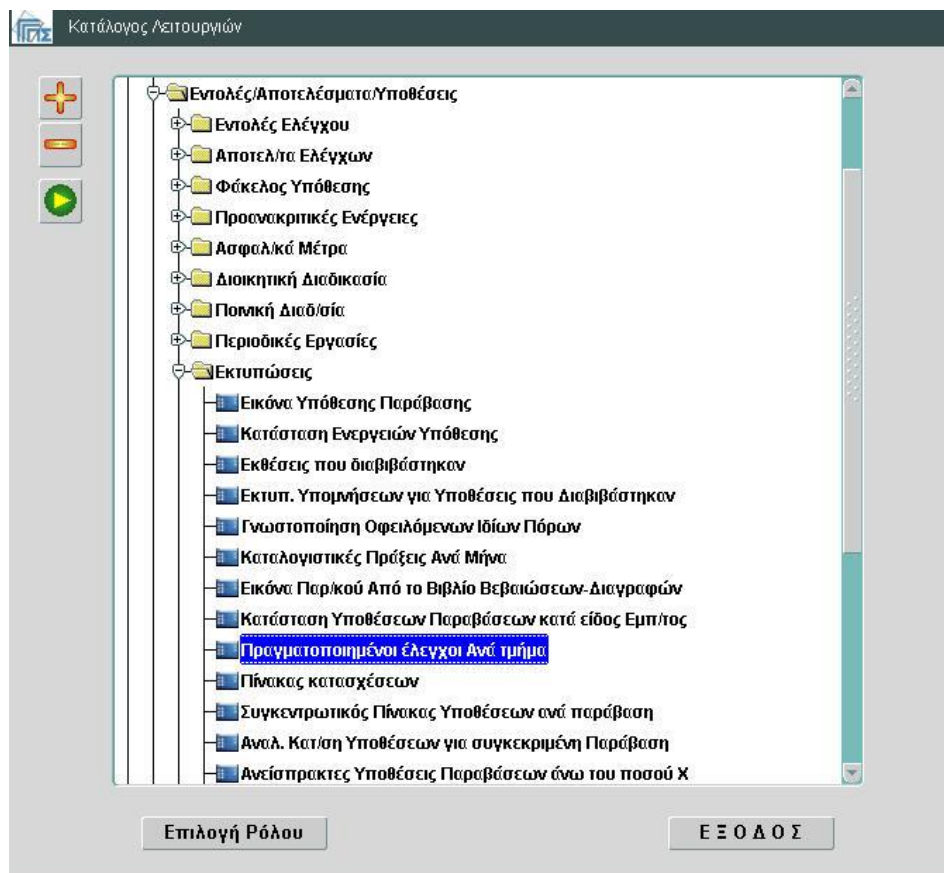 Κατάλογος Λειτουργιών
Εντολές/Αποτελέσματα/Υποθέσεις
Εντολές Ελέγχου
Αποτελ/τα Ελέγχων
Φάκελος Υπόθεσης
Προανακριτικές Ενέργειες
Ασφαλ/κά Μέτρα
Διοικητική Διαδικασία
Ποινική Διαδ/σία
Περιοδικές Εργασίες
Εκτυπώσεις
Εικόνα Υπόθεσης Παράβασης
Κατάσταση Ενεργειών Υπόθεσης
Εκθέσεις που διαβιβάστηκαν
Εκτυπ. Υπομνήσεων για Υποθέσεις που Διαβιβάστηκαν
Γνωστοποίηση Οφειλόμενων Ιδίων Πόρων
Καταλογιστικές Πράξεις Ανά Μήνα
Εικόνα Παρ/κού Από το Βιβλίο Βεβαιώσεων-Διαγραφών
Κατάσταση Υποθέσεων Παραβάσεων κατά είδος Εμπ/τος
Πραγματοποιημένοι έλεγχοι Ανά τμήμα
Πίνακας κατασχέσεων
Συγκεντρωτικός Πίνακας Υποθέσεων ανά παράβαση
Αναλ. Κατ/ση Υποθέσεων για συγκεκριμένη Παράβαση
Ανείσπρακτες Υποθέσεις Παραβάσεων άνω του ποσού Χ
Επιλογή Ρόλου
Ε Ξ Ο Δ Ο Σ